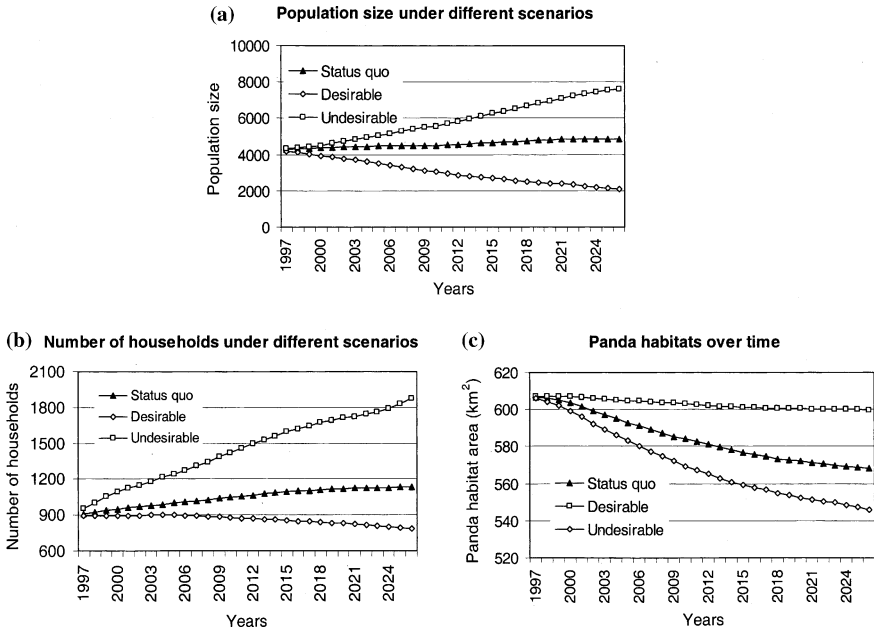 (a) Population size under different scenarios
10000
8000
6000
4000
2000
0
Population size
Status quo
Desirable
Undesirable
1997
2000
2003
2006
2009
2012
2015
2018
2021
2024
Years
(b) Number of households under different scenarios
2100
1800
1500
1200
900
600
Number of households
Status quo
Desirable
Undesirable
1997
2000
2003
2006
2009
2012
2015
2018
2021
2024
Years
(c) Panda habitats over time
620
600
580
560
540
520
Panda habitat area (km²)
Status quo
Desirable
Undesirable
1997
2000
2003
2006
2009
2012
2015
2018
2021
2024
Years